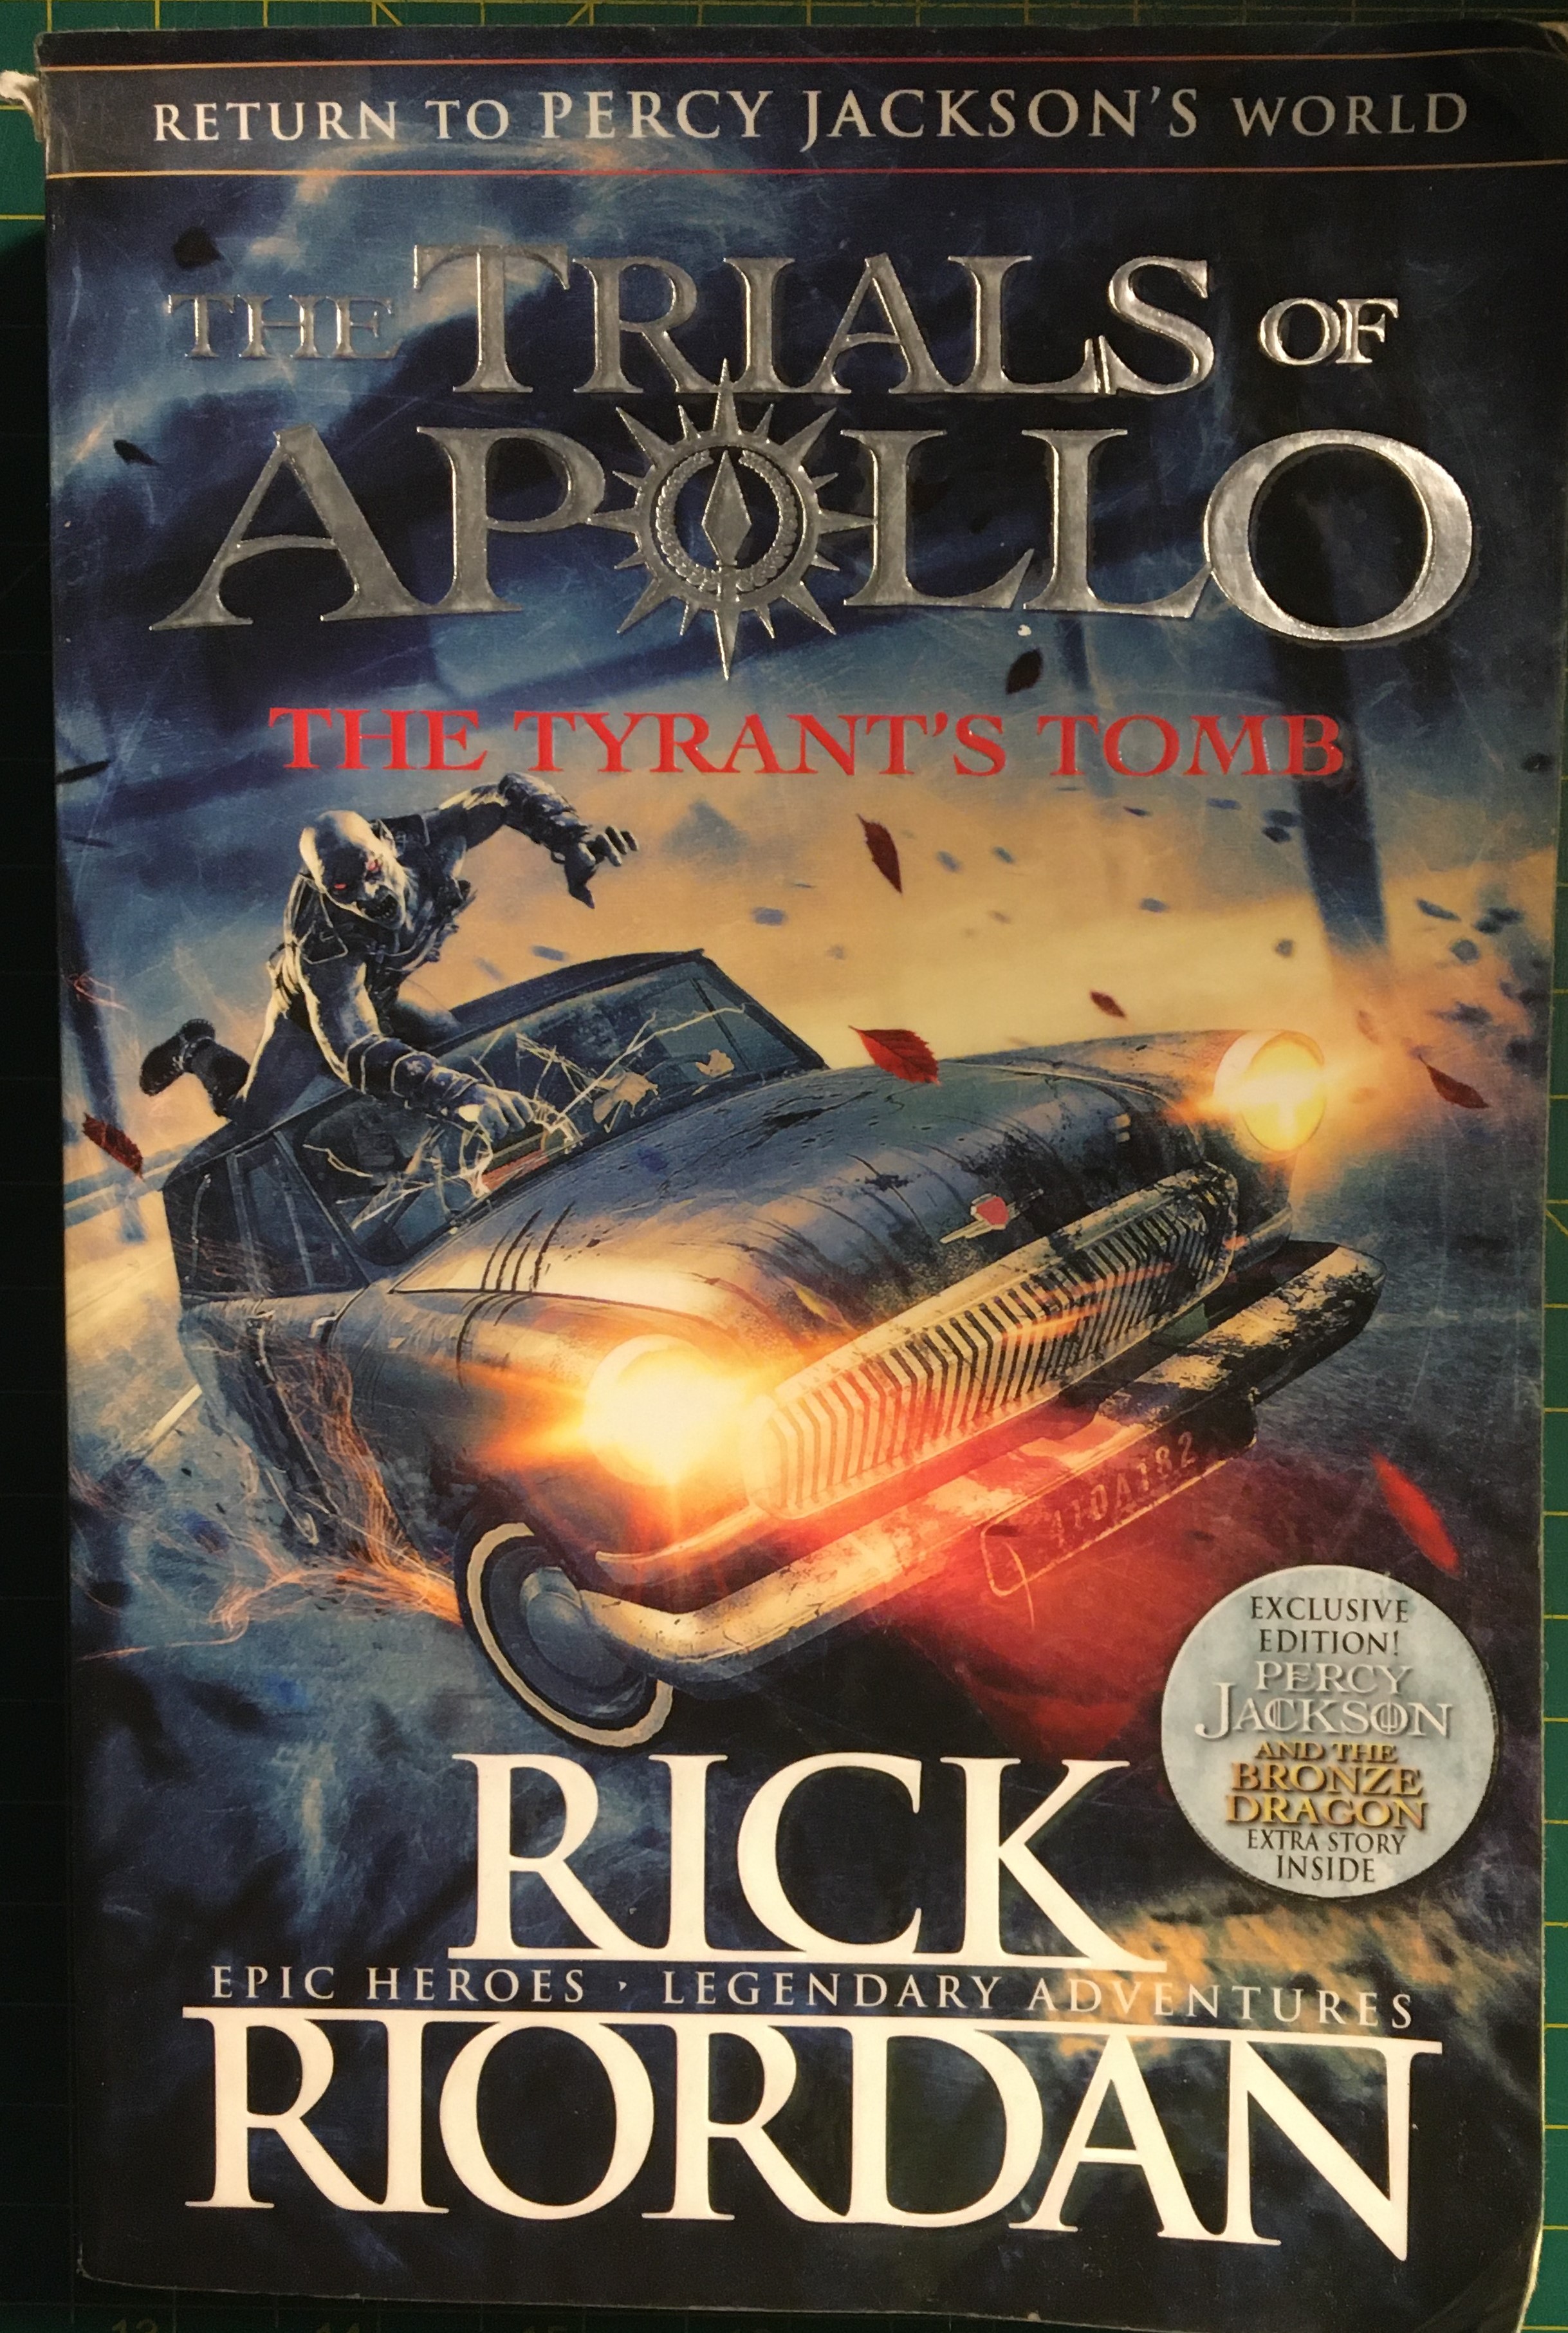 RETURN TO PERCY JACKSON'S WORLD
THE TRIALS OF
APOLLO
THE TYRANT'S TOMB
EXCLUSIVE
EDITION!
PERCY
JACKSON
AND THE
BRONZE
DRAGON
EXTRA STORY
INSIDE
RICK
EPIC HEROES · LEGENDARY ADVENTURES
RIORDAN